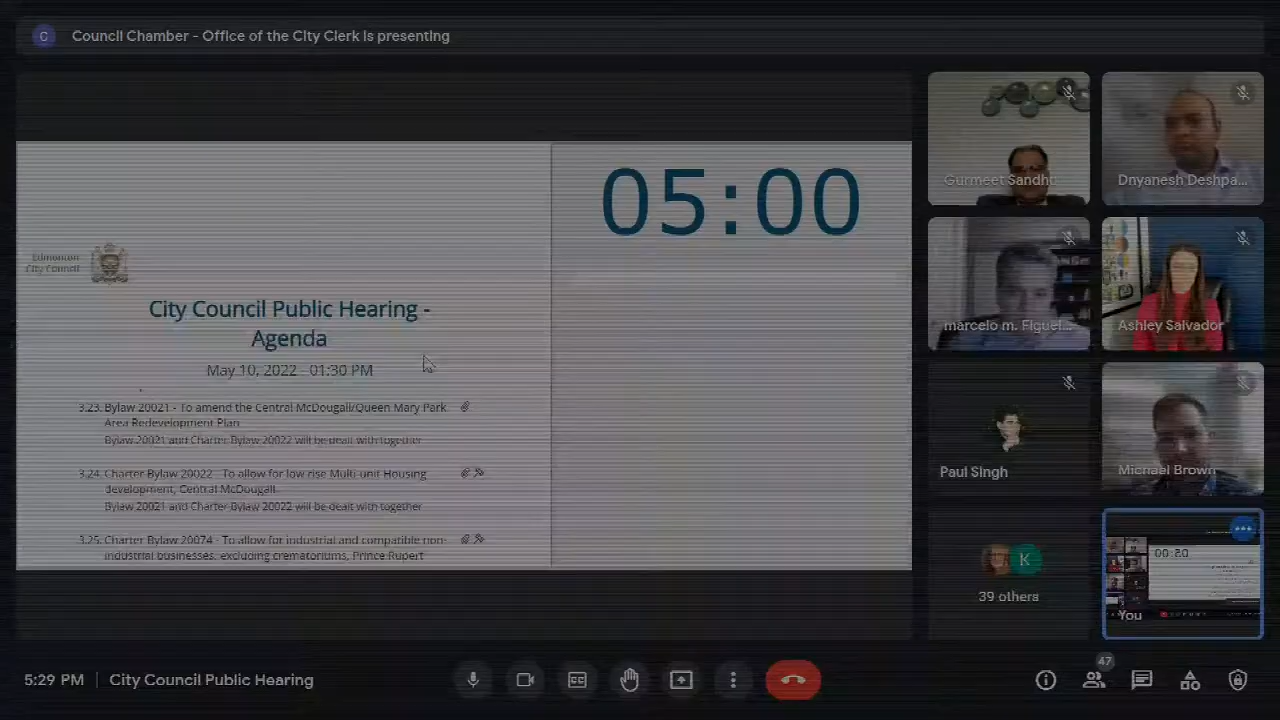 C
Council Chamber - Office of the City Clerk is presenting
05:00
Edmonton
City Council
City Council Public Hearing -
Agenda
May 10, 2022 - 01:30 PM
3.23. Bylaw 20021 - To amend the Central McDougall/Queen Mary Park
Area Redevelopment Plan
Bylaw 20021 and Charter Bylaw 20022 will be dealt with together
3.24. Charter Bylaw 20022 - To allow for low rise Multi-unit Housing
development, Central McDougall
Bylaw 20021 and Charter Bylaw 20022 will be dealt with together
3.25. Charter Bylaw 20074 - To allow for industrial and compatible non-
industrial businesses, excluding crematoriums, Prince Rupert
Gurmeet Sandhu
Dnyanesh Deshpa...
marcelo m. Figuei...
Ashley Salvador
Paul Singh
Michael Brown
K
39 others
00:50
You
5:29 PM | City Council Public Hearing
CC
47